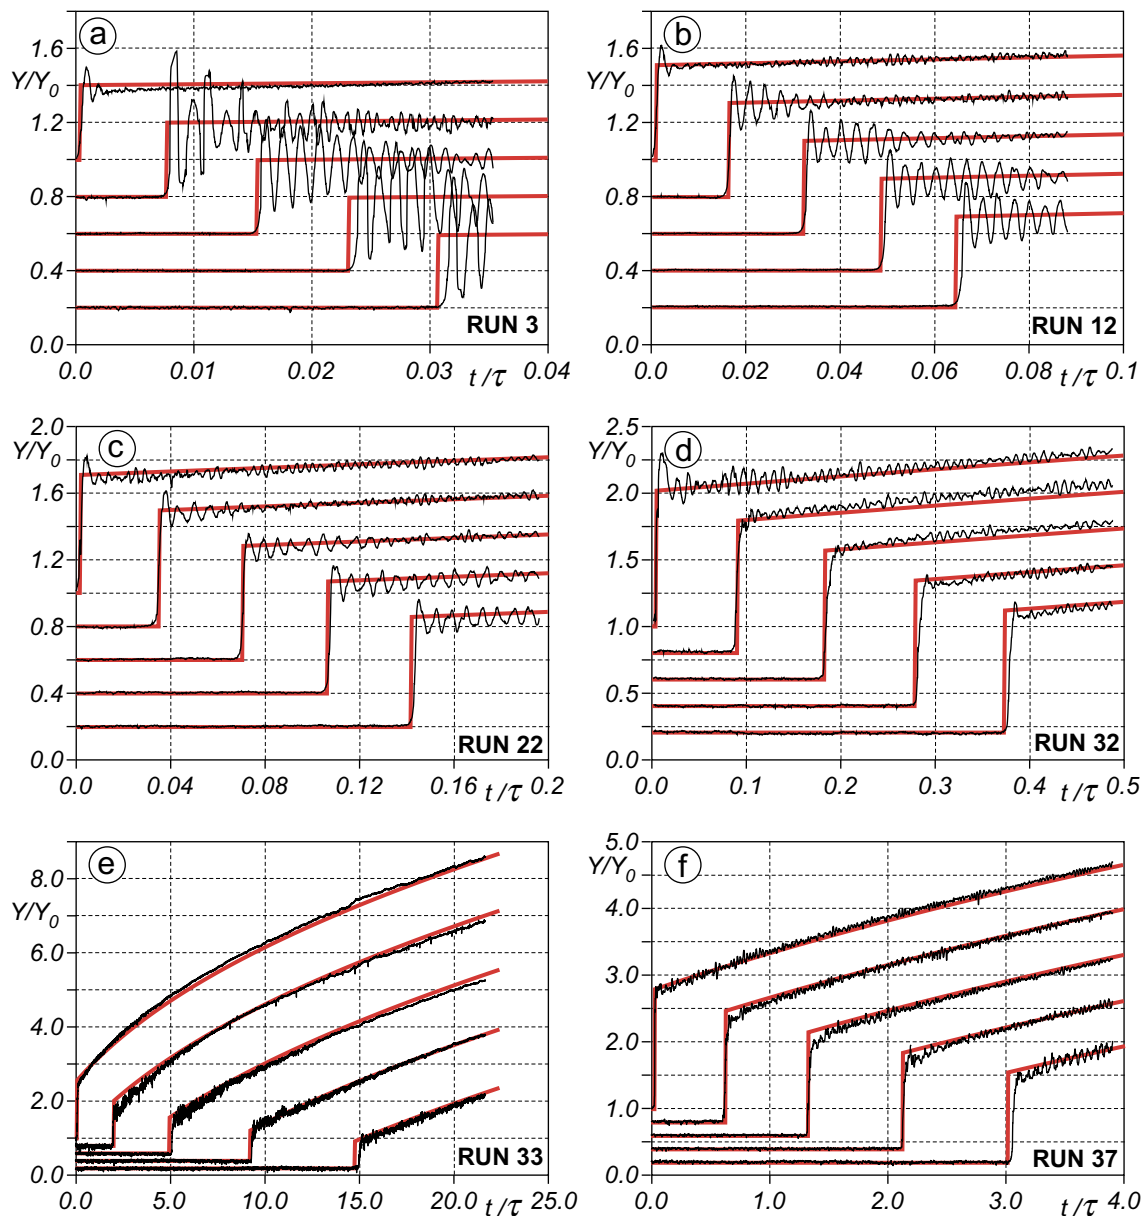 a
1.6
Y/Y0
1.2
0.8
0.4
0.0
RUN 3
0.0 0.01 0.02 0.03 t/τ 0.04
b
1.6
Y/Y0
1.2
0.8
0.4
0.0
RUN 12
0.0 0.02 0.04 0.06 0.08 t/τ 0.1
c
2.0
Y/Y0
1.6
1.2
0.8
0.4
0.0
RUN 22
0.0 0.04 0.08 0.12 0.16 t/τ 0.2
d
2.5
Y/Y0
2.0
1.5
1.0
0.5
0.0
RUN 32
0.0 0.1 0.2 0.3 0.4 t/τ 0.5
e
8.0
Y/Y0
6.0
4.0
2.0
0.0
RUN 33
0.0 5.0 10.0 15.0 20.0 25.0
t/τ
f
5.0
Y/Y0
4.0
3.0
2.0
1.0
0.0
RUN 37
0.0 1.0 2.0 3.0 t/τ 4.0